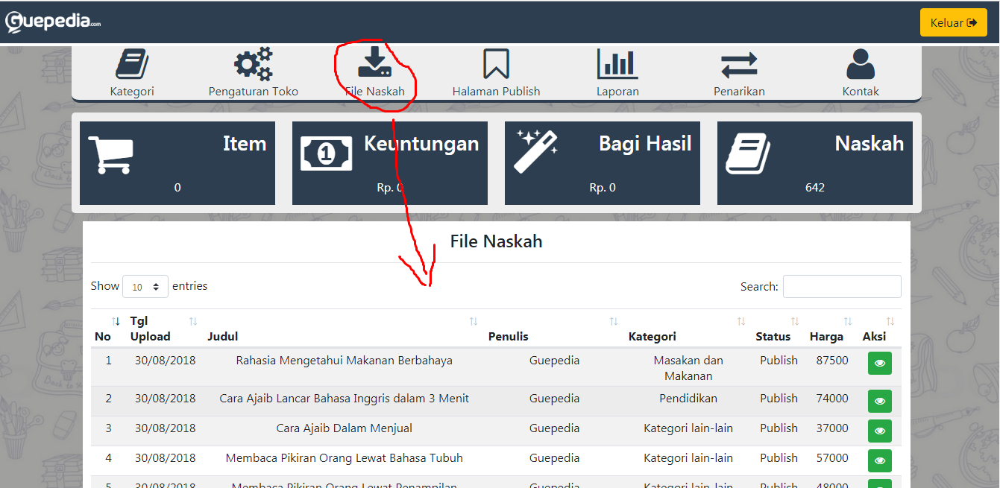 Guepedia.com
Keluar
Kategori Pengaturan Toko File Naskah Halaman Publish Laporan Penarikan Kontak
Item Keuntungan Bagi Hasil Naskah
1
0 Rp. 0 Rp. 0 642
File Naskah
Show 10 entries Search:
No Tgl Upload Judul Penulis Kategori Status Harga Aksi
1 30/08/2018 Rahasia Mengetahui Makanan Berbahaya Guepedia Masakan dan Makanan Publish 87500
2 30/08/2018 Cara Ajaib Lancar Bahasa Inggris dalam 3 Menit Guepedia Pendidikan Publish 74000
3 30/08/2018 Cara Ajaib Dalam Menjual Guepedia Kategori lain-lain Publish 37000
4 30/08/2018 Membaca Pikiran Orang Lewat Bahasa Tubuh Guepedia Kategori lain-lain Publish 57000
5 30/08/2018 Membaca Pikiran Orang Lewat Penampilan Guepedia Kategori lain-lain Publish 48000